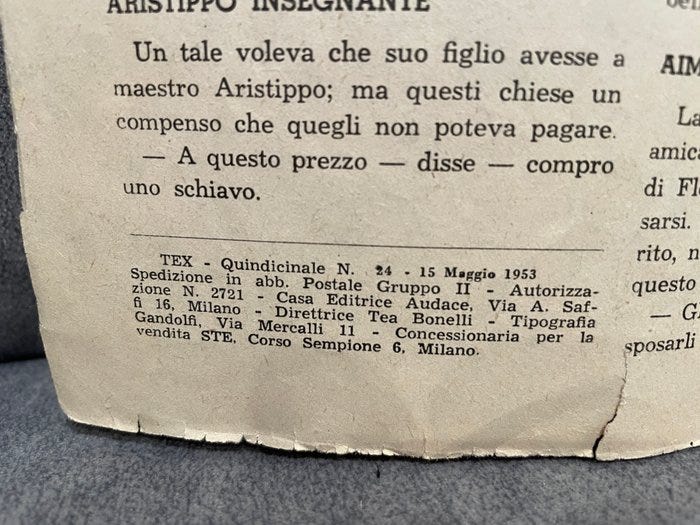 ARISTIPPO INSEGNANTE
Un tale voleva che suo figlio avesse a
maestro Aristippo; ma questi chiese un
compenso che quegli non poteva pagare.
— A questo prezzo — disse — compro
uno schiavo.
TEX - Quindicinale N. 24 - 15 Maggio 1953
Spedizione in abb. Postale Gruppo II - Autorizza-
zione N. 2721 - Casa Editrice Audace, Via A. Saf-
fi 16, Milano - Direttrice Tea Bonelli - Tipografia
Gandolfi, Via Mercalli 11 - Concessionaria per la
vendita STE, Corso Sempione 6, Milano.
AIM
La
amica
di Fl
sarsi.
rito, n
questo
— G
sposarli